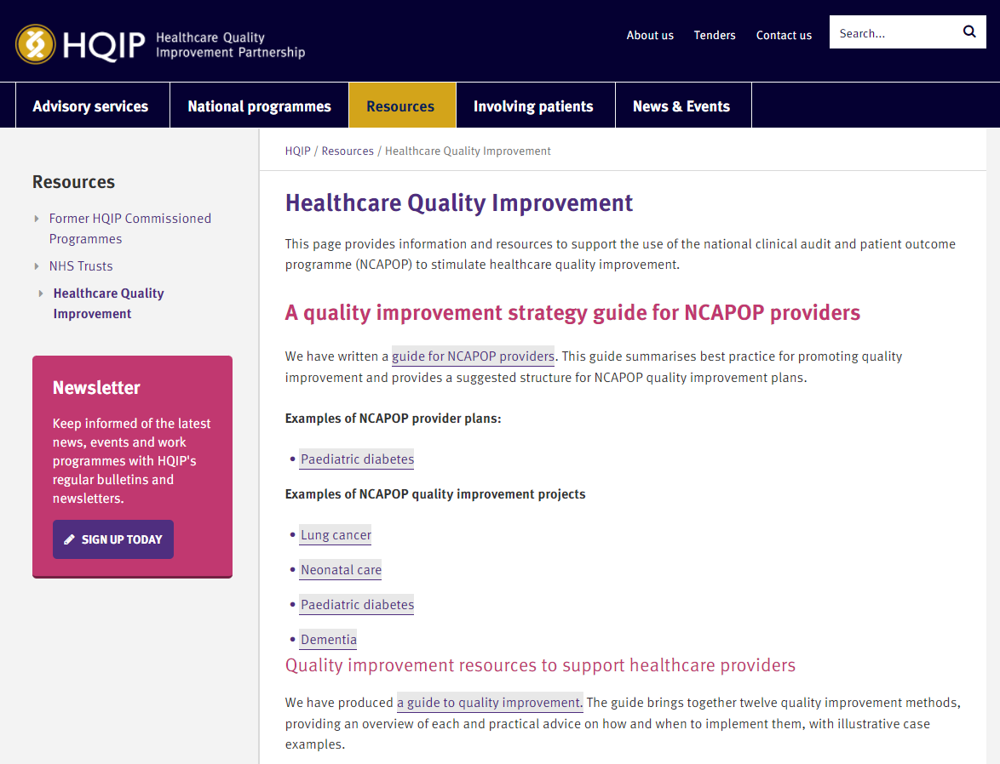 HQIP Healthcare Quality
Improvement Partnership
About us Tenders Contact us Search...
Advisory services National programmes Resources Involving patients News & Events
HQIP / Resources / Healthcare Quality Improvement
Resources
Former HQIP Commissioned
Programmes
NHS Trusts
Healthcare Quality
Improvement
Newsletter
Keep informed of the latest
news, events and work
programmes with HQIP's
regular bulletins and
newsletters.
SIGN UP TODAY
Healthcare Quality Improvement
This page provides information and resources to support the use of the national clinical audit and patient outcome
programme (NCAPOP) to stimulate healthcare quality improvement.
A quality improvement strategy guide for NCAPOP providers
We have written a guide for NCAPOP providers. This guide summarises best practice for promoting quality
improvement and provides a suggested structure for NCAPOP quality improvement plans.
Examples of NCAPOP provider plans:
• Paediatric diabetes
Examples of NCAPOP quality improvement projects
• Lung cancer
• Neonatal care
• Paediatric diabetes
• Dementia
Quality improvement resources to support healthcare providers
We have produced a guide to quality improvement. The guide brings together twelve quality improvement methods,
providing an overview of each and practical advice on how and when to implement them, with illustrative case
examples.